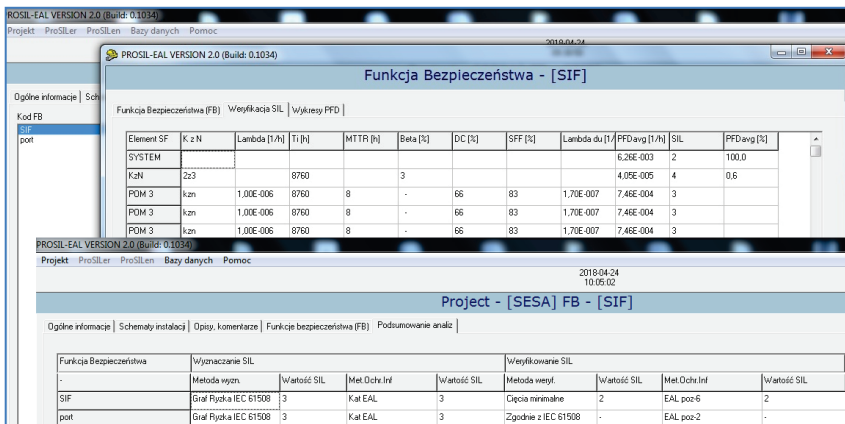 ROSIL-EAL VERSION 2.0 (Build: 0.1034)
Projekt ProSILer ProSILen Bazy danych Pomoc
2018-04-24
PROSIL-EAL VERSION 2.0 (Build: 0.1034)
Funkcja Bezpieczeństwa - [SIF]
Ogólne informacje Sch
Funkcja Bezpieczeństwa (FB) Weryfikacja SIL Wykresy PFD
Kod FB
SIF
port
Element SF K z N Lambda [1/h] Ti [h] MTTR [h] Beta [%] DC [%] SFF [%] Lambda du [1/ PFDavg [1/h] SIL PFDavg [%]
SYSTEM 6,26E-003 2 100,0
KzN 2z3 8760 3 4,05E-005 4 0,6
POM 3 kzn 1,00E-006 8760 8 - 66 83 1,70E-007 7,46E-004 3
POM 3 kzn 1,00E-006 8760 8 - 66 83 1,70E-007 7,46E-004 3
POM 3 kzn 1,00E-006 8760 8 - 66 83 1,70E-007 7,46E-004 3
PROSIL-EAL VERSION 2.0 (Build: 0.1034)
Projekt ProSILer ProSILen Bazy danych Pomoc
2018-04-24
10:05:02
Project - [SESA] FB - [SIF]
Ogólne informacje Schematy instalacji Opisy, komentarze Funkcje bezpieczeństwa (FB) Podsumowanie analiz
Funkcja Bezpieczeństwa Wyznaczanie SIL Weryfikowanie SIL
- Metoda wyzn. Wartość SIL Met.Ochr.Inf Wartość SIL Metoda weryf. Wartość SIL Met.Ochr.Inf Wartość SIL
SIF Graf Ryzka IEC 61508 3 Kat EAL 3 Cięcia minimalne 2 EAL poz-6 2
port Graf Ryzka IEC 61508 3 Kat EAL 3 Zgodnie z IEC 61508 - EAL poz-2 -